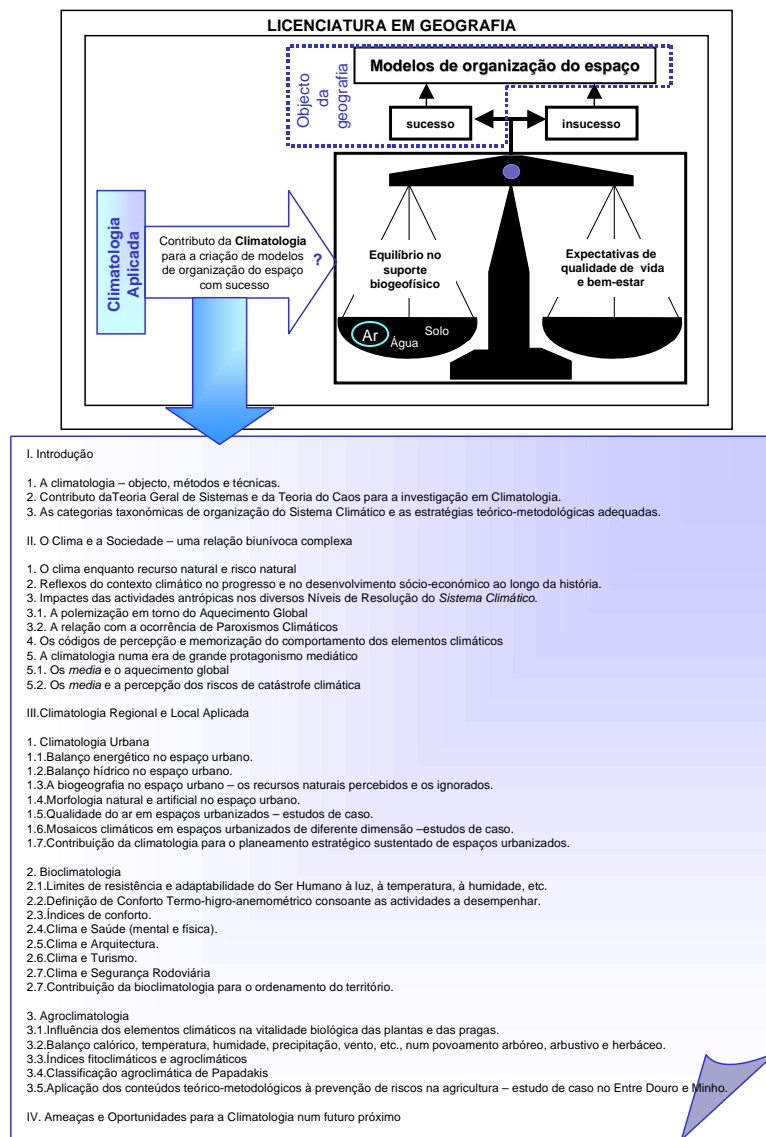 LICENCIATURA EM GEOGRAFIA
Objecto
da
geografia
Modelos de organização do espaço
sucesso
insucesso
Climatologia
Aplicada
Contributo da Climatologia
para a criação de modelos
de organização do espaço
com sucesso
?
Equilíbrio no
suporte
biogeofísico
Expectativas de
qualidade de vida
e bem-estar
Ar
Água
Solo
I. Introdução
1. A climatologia – objecto, métodos e técnicas.
2. Contributo daTeoria Geral de Sistemas e da Teoria do Caos para a investigação em Climatologia.
3. As categorias taxonómicas de organização do Sistema Climático e as estratégias teórico-metodológicas adequadas.
II. O Clima e a Sociedade – uma relação biunívoca complexa
1. O clima enquanto recurso natural e risco natural
2. Reflexos do contexto climático no progresso e no desenvolvimento sócio-económico ao longo da história.
3. Impactes das actividades antrópicas nos diversos Níveis de Resolução do Sistema Climático.
3.1. A polemização em torno do Aquecimento Global
3.2. A relação com a ocorrência de Paroxismos Climáticos
4. Os códigos de percepção e memorização do comportamento dos elementos climáticos
5. A climatologia numa era de grande protagonismo mediático
5.1. Os media e o aquecimento global
5.2. Os media e a percepção dos riscos de catástrofe climática
III.Climatologia Regional e Local Aplicada
1. Climatologia Urbana
1.1.Balanço energético no espaço urbano.
1.2.Balanço hídrico no espaço urbano.
1.3.A biogeografia no espaço urbano – os recursos naturais percebidos e os ignorados.
1.4.Morfologia natural e artificial no espaço urbano.
1.5.Qualidade do ar em espaços urbanizados – estudos de caso.
1.6.Mosaicos climáticos em espaços urbanizados de diferente dimensão –estudos de caso.
1.7.Contribuição da climatologia para o planeamento estratégico sustentado de espaços urbanizados.
2. Bioclimatologia
2.1.Limites de resistência e adaptabilidade do Ser Humano à luz, à temperatura, à humidade, etc.
2.2.Definição de Conforto Termo-higro-anemométrico consoante as actividades a desempenhar.
2.3.Índices de conforto.
2.4.Clima e Saúde (mental e física).
2.5.Clima e Arquitectura.
2.6.Clima e Turismo.
2.7.Clima e Segurança Rodoviária
2.7.Contribuição da bioclimatologia para o ordenamento do território.
3. Agroclimatologia
3.1.Influência dos elementos climáticos na vitalidade biológica das plantas e das pragas.
3.2.Balanço calórico, temperatura, humidade, precipitação, vento, etc., num povoamento arbóreo, arbustivo e herbáceo.
3.3.Índices fitoclimáticos e agroclimáticos
3.4.Classificação agroclimática de Papadakis
3.5.Aplicação dos conteúdos teórico-metodológicos à prevenção de riscos na agricultura – estudo de caso no Entre Douro e Minho.
IV. Ameaças e Oportunidades para a Climatologia num futuro próximo